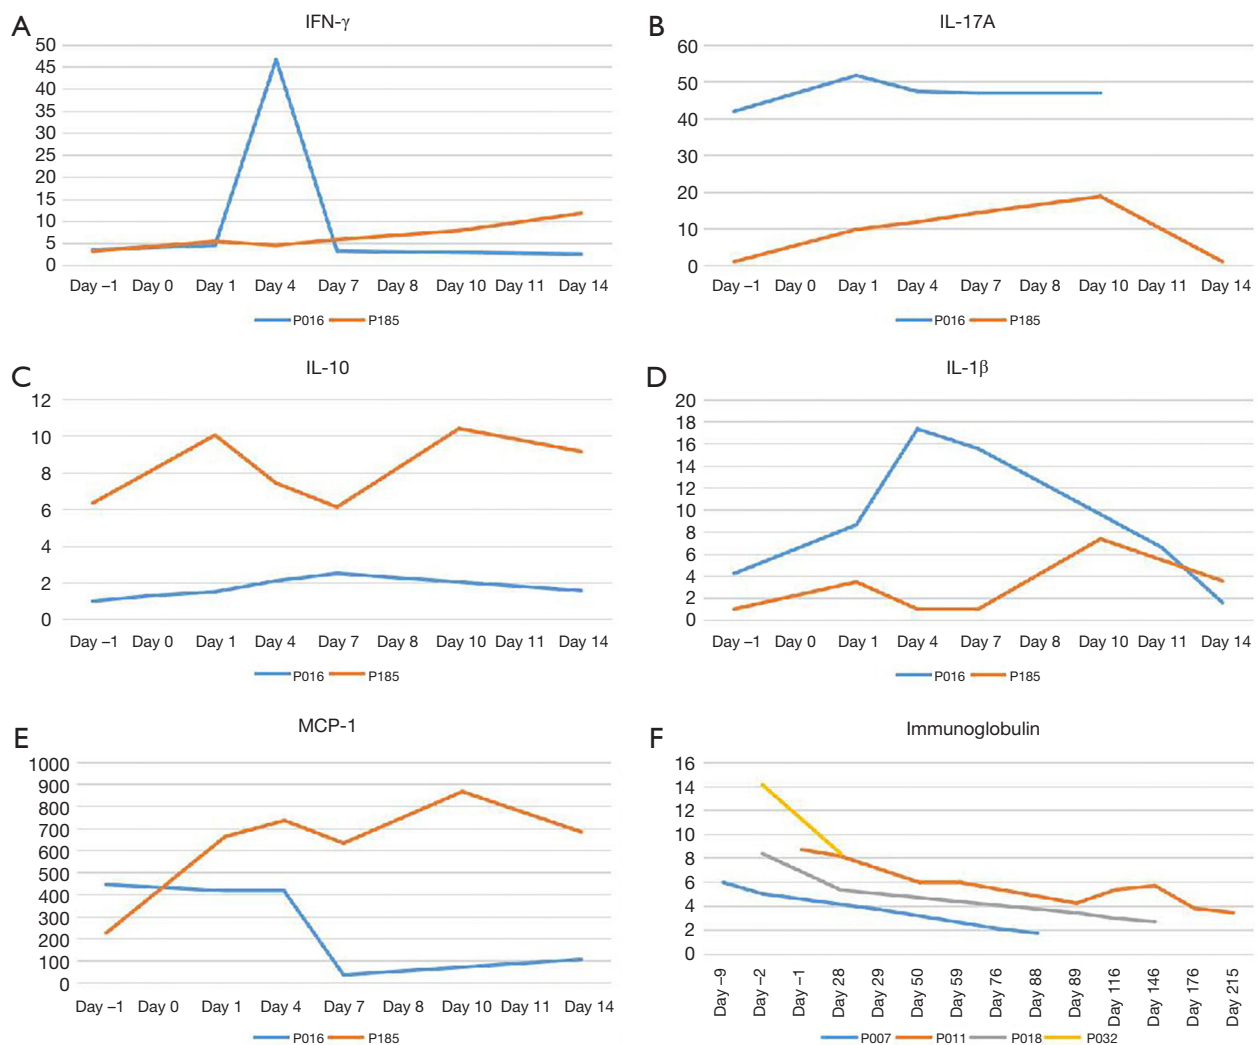 A
IFN-γ
50
45
40
35
30
25
20
15
10
5
0
Day –1 Day 0 Day 1 Day 4 Day 7 Day 8 Day 10 Day 11 Day 14
P016 P185
B
IL-17A
60
50
40
30
20
10
0
Day –1 Day 0 Day 1 Day 4 Day 7 Day 8 Day 10 Day 11 Day 14
P016 P185
C
IL-10
12
10
8
6
4
2
0
Day –1 Day 0 Day 1 Day 4 Day 7 Day 8 Day 10 Day 11 Day 14
P016 P185
D
IL-1β
20
18
16
14
12
10
8
6
4
2
0
Day –1 Day 0 Day 1 Day 4 Day 7 Day 8 Day 10 Day 11 Day 14
P016 P185
E
MCP-1
1000
900
800
700
600
500
400
300
200
100
0
Day –1 Day 0 Day 1 Day 4 Day 7 Day 8 Day 10 Day 11 Day 14
P016 P185
F
Immunoglobulin
16
14
12
10
8
6
4
2
0
Day –9
Day –2
Day –1
Day 28
Day 29
Day 50
Day 59
Day 76
Day 88
Day 89
Day 116
Day 146
Day 176
Day 215
P007 P011 P018 P032